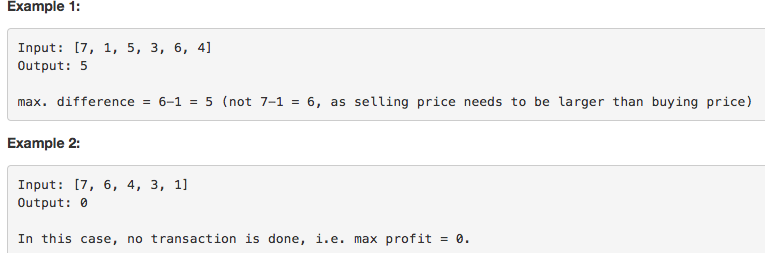 Example 1:
Input: [7, 1, 5, 3, 6, 4]
Output: 5
max. difference = 6–1 = 5 (not 7–1 = 6, as selling price needs to be larger than buying price)
Example 2:
Input: [7, 6, 4, 3, 1]
Output: 0
In this case, no transaction is done, i.e. max profit = 0.